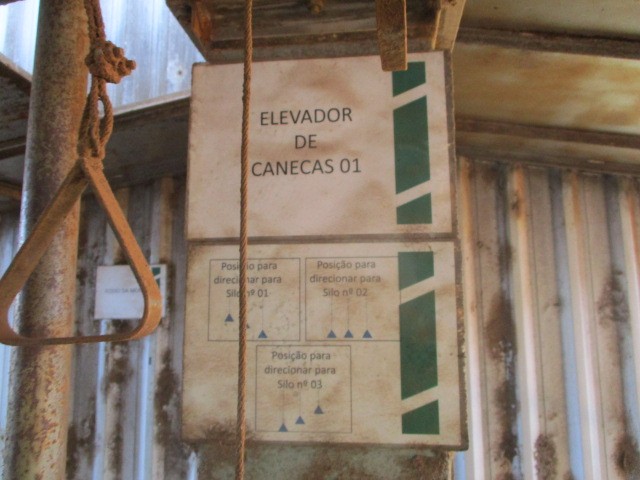 ELEVADOR
DE
CANECAS 01
Posição para
direcionar para
Silo nº 01
Posição para
direcionar para
Silo nº 02
Posição para
direcionar para
Silo nº 03